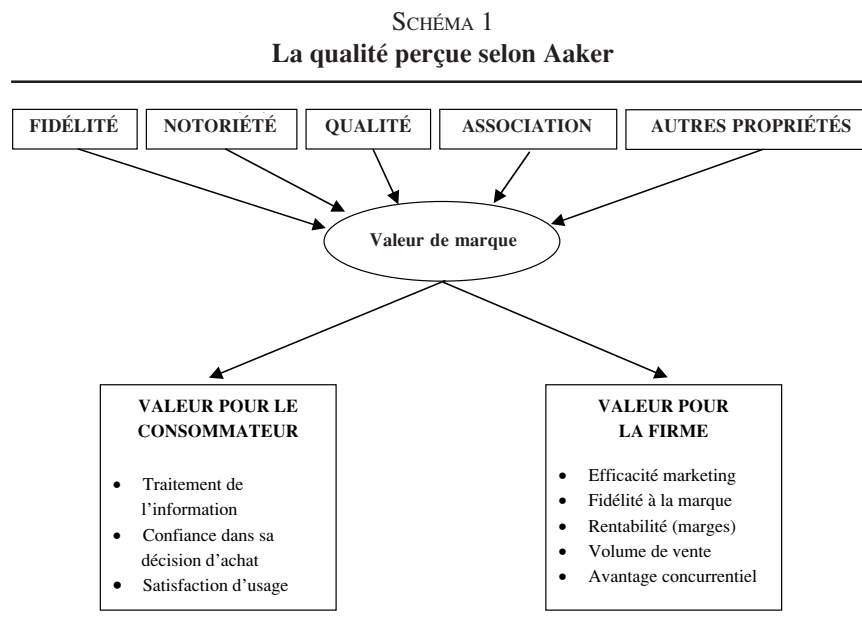 SCHÉMA 1
La qualité perçue selon Aaker
FIDÉLITÉ
NOTORIÉTÉ
QUALITÉ
ASSOCIATION
AUTRES PROPRIÉTÉS
Valeur de marque
VALEUR POUR LE
CONSOMMATEUR
• Traitement de
l’information
• Confiance dans sa
décision d’achat
• Satisfaction d’usage
VALEUR POUR
LA FIRME
• Efficacité marketing
• Fidélité à la marque
• Rentabilité (marges)
• Volume de vente
• Avantage concurrentiel